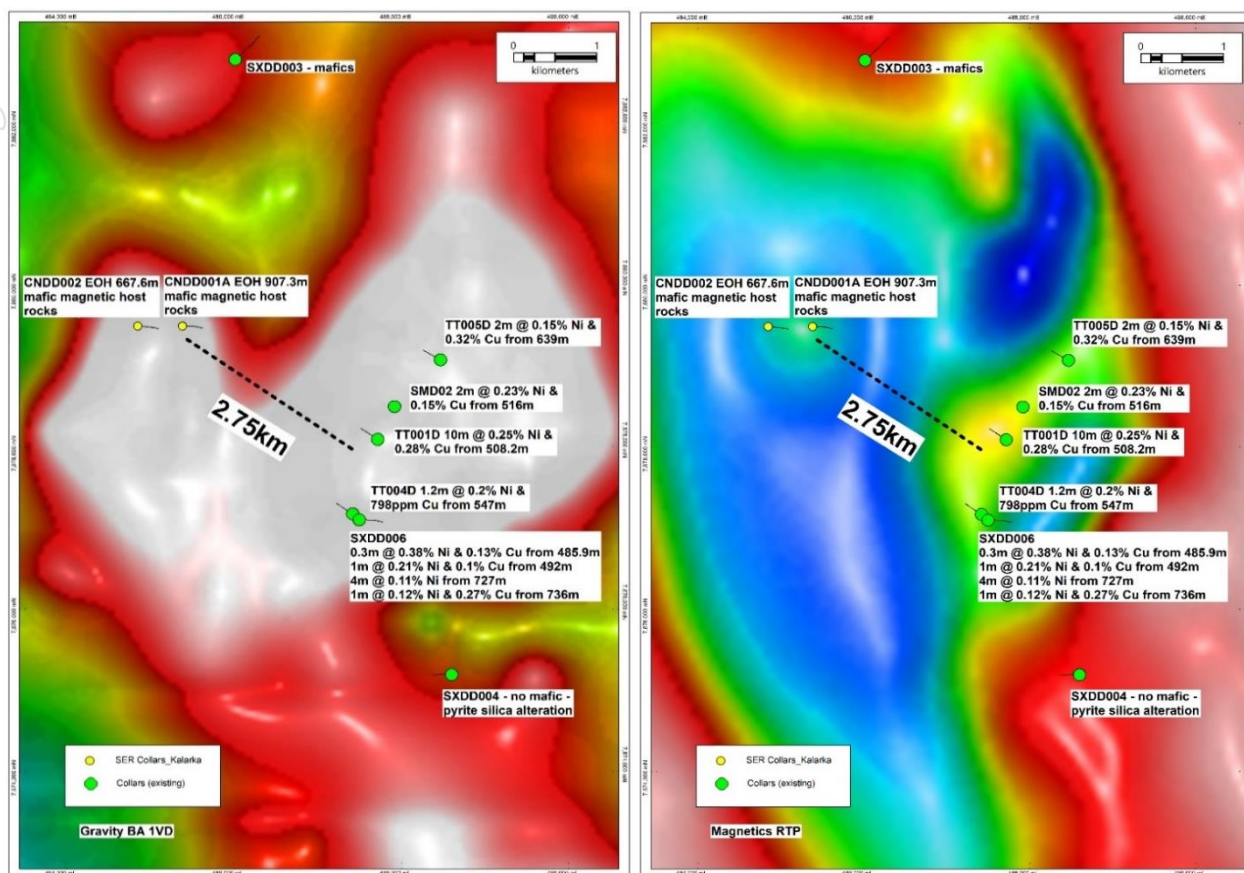 0 1
kilometers
SXDD003 - mafics
CNDD002 EOH 667.6m
mafic magnetic host
rocks
CNDD001A EOH 907.3m
mafic magnetic host
rocks
TT005D 2m @ 0.15% Ni &
0.32% Cu from 639m
SMD02 2m @ 0.23% Ni &
0.15% Cu from 516m
2.75km
TT001D 10m @ 0.25% Ni &
0.28% Cu from 508.2m
TT004D 1.2m @ 0.2% Ni &
798ppm Cu from 547m
SXDD006
0.3m @ 0.38% Ni & 0.13% Cu from 485.9m
1m @ 0.21% Ni & 0.1% Cu from 492m
4m @ 0.11% Ni from 727m
1m @ 0.12% Ni & 0.27% Cu from 736m
SXDD004 - no mafic -
pyrite silica alteration
SER Collars_Kalarka
Collars (existing)
Gravity BA 1VD
0 1
kilometers
SXDD003 - mafics
CNDD002 EOH 667.6m
mafic magnetic host
rocks
CNDD001A EOH 907.3m
mafic magnetic host
rocks
TT005D 2m @ 0.15% Ni &
0.32% Cu from 639m
SMD02 2m @ 0.23% Ni &
0.15% Cu from 516m
2.75km
TT001D 10m @ 0.25% Ni &
0.28% Cu from 508.2m
TT004D 1.2m @ 0.2% Ni &
798ppm Cu from 547m
SXDD006
0.3m @ 0.38% Ni & 0.13% Cu from 485.9m
1m @ 0.21% Ni & 0.1% Cu from 492m
4m @ 0.11% Ni from 727m
1m @ 0.12% Ni & 0.27% Cu from 736m
SXDD004 - no mafic -
pyrite silica alteration
SER Collars_Kalarka
Collars (existing)
Magnetics RTP